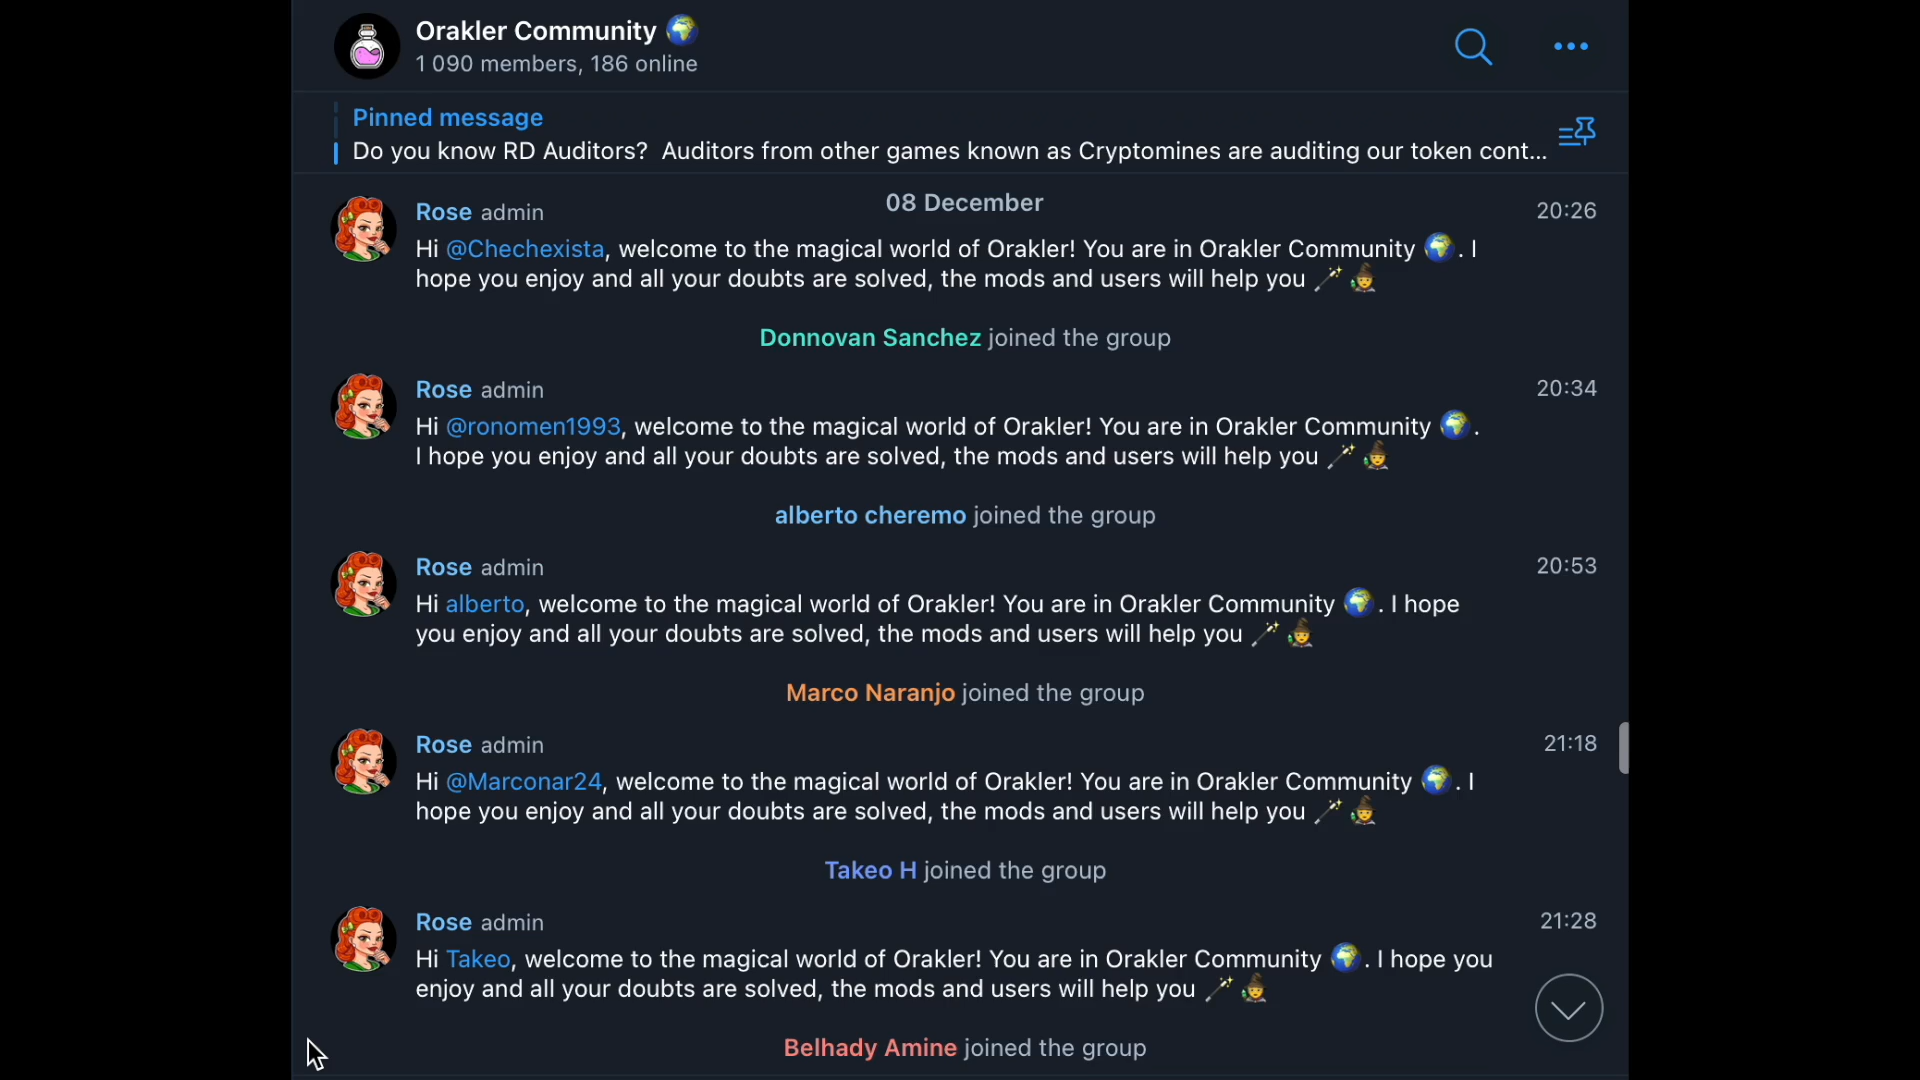 Orakler Community 🌍
1 090 members, 186 online
Pinned message
Do you know RD Auditors?  Auditors from other games known as Cryptomines are auditing our token cont...
08 December
Rose admin 20:26
Hi @Chechexista, welcome to the magical world of Orakler! You are in Orakler Community 🌍. I
hope you enjoy and all your doubts are solved, the mods and users will help you 🪄🧙‍♀️
Donnovan Sanchez joined the group
Rose admin 20:34
Hi @ronomen1993, welcome to the magical world of Orakler! You are in Orakler Community 🌍.
I hope you enjoy and all your doubts are solved, the mods and users will help you 🪄🧙‍♀️
alberto cheremo joined the group
Rose admin 20:53
Hi alberto, welcome to the magical world of Orakler! You are in Orakler Community 🌍. I hope
you enjoy and all your doubts are solved, the mods and users will help you 🪄🧙‍♀️
Marco Naranjo joined the group
Rose admin 21:18
Hi @Marconar24, welcome to the magical world of Orakler! You are in Orakler Community 🌍. I
hope you enjoy and all your doubts are solved, the mods and users will help you 🪄🧙‍♀️
Takeo H joined the group
Rose admin 21:28
Hi Takeo, welcome to the magical world of Orakler! You are in Orakler Community 🌍. I hope you
enjoy and all your doubts are solved, the mods and users will help you 🪄🧙‍♀️
Belhady Amine joined the group